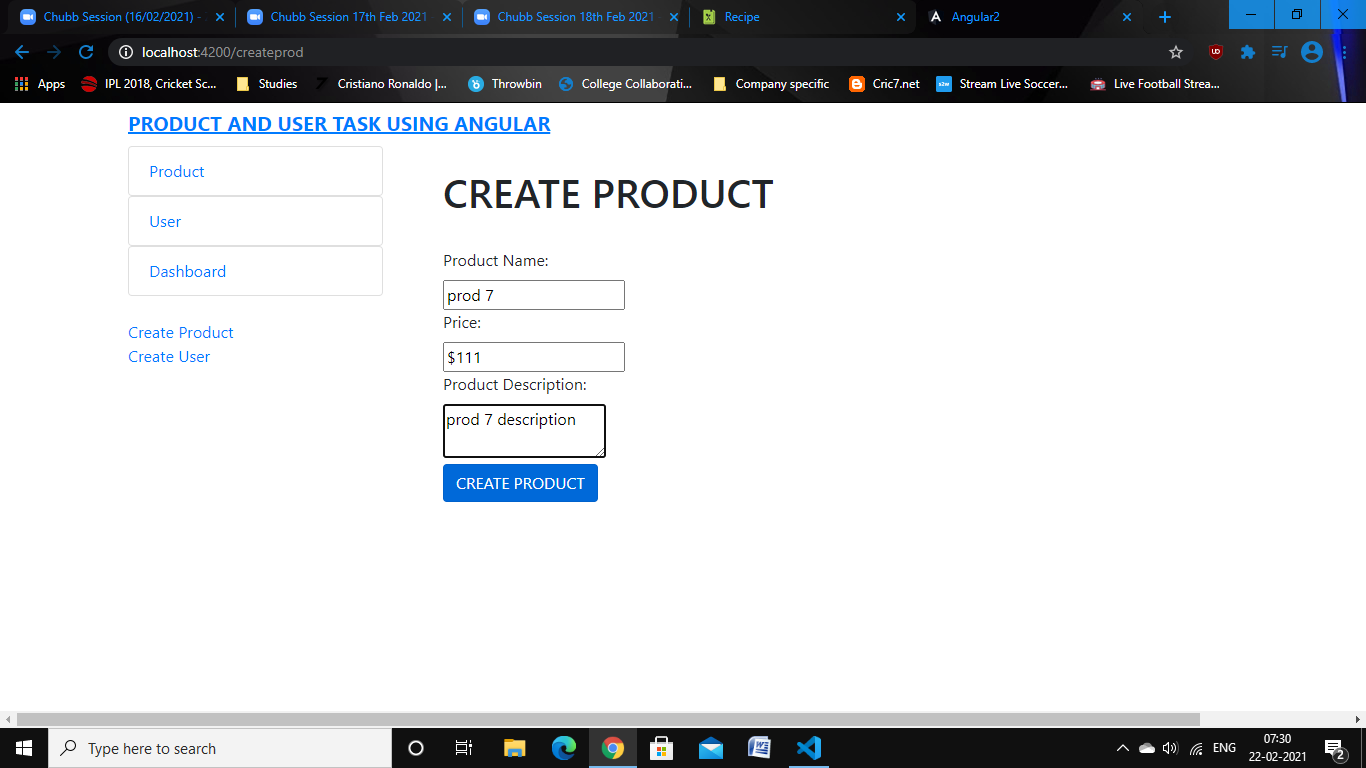 Chubb Session (16/02/2021) -
Chubb Session 17th Feb 2021
Chubb Session 18th Feb 2021
Recipe
Angular2
localhost:4200/createprod
Apps
IPL 2018, Cricket Sc...
Studies
Cristiano Ronaldo |...
Throwbin
College Collaborati...
Company specific
Cric7.net
Stream Live Soccer...
Live Football Strea...
PRODUCT AND USER TASK USING ANGULAR
Product
User
Dashboard
Create Product
Create User
CREATE PRODUCT
Product Name:
prod 7
Price:
$111
Product Description:
prod 7 description
CREATE PRODUCT
Type here to search
ENG
07:30
22-02-2021
2